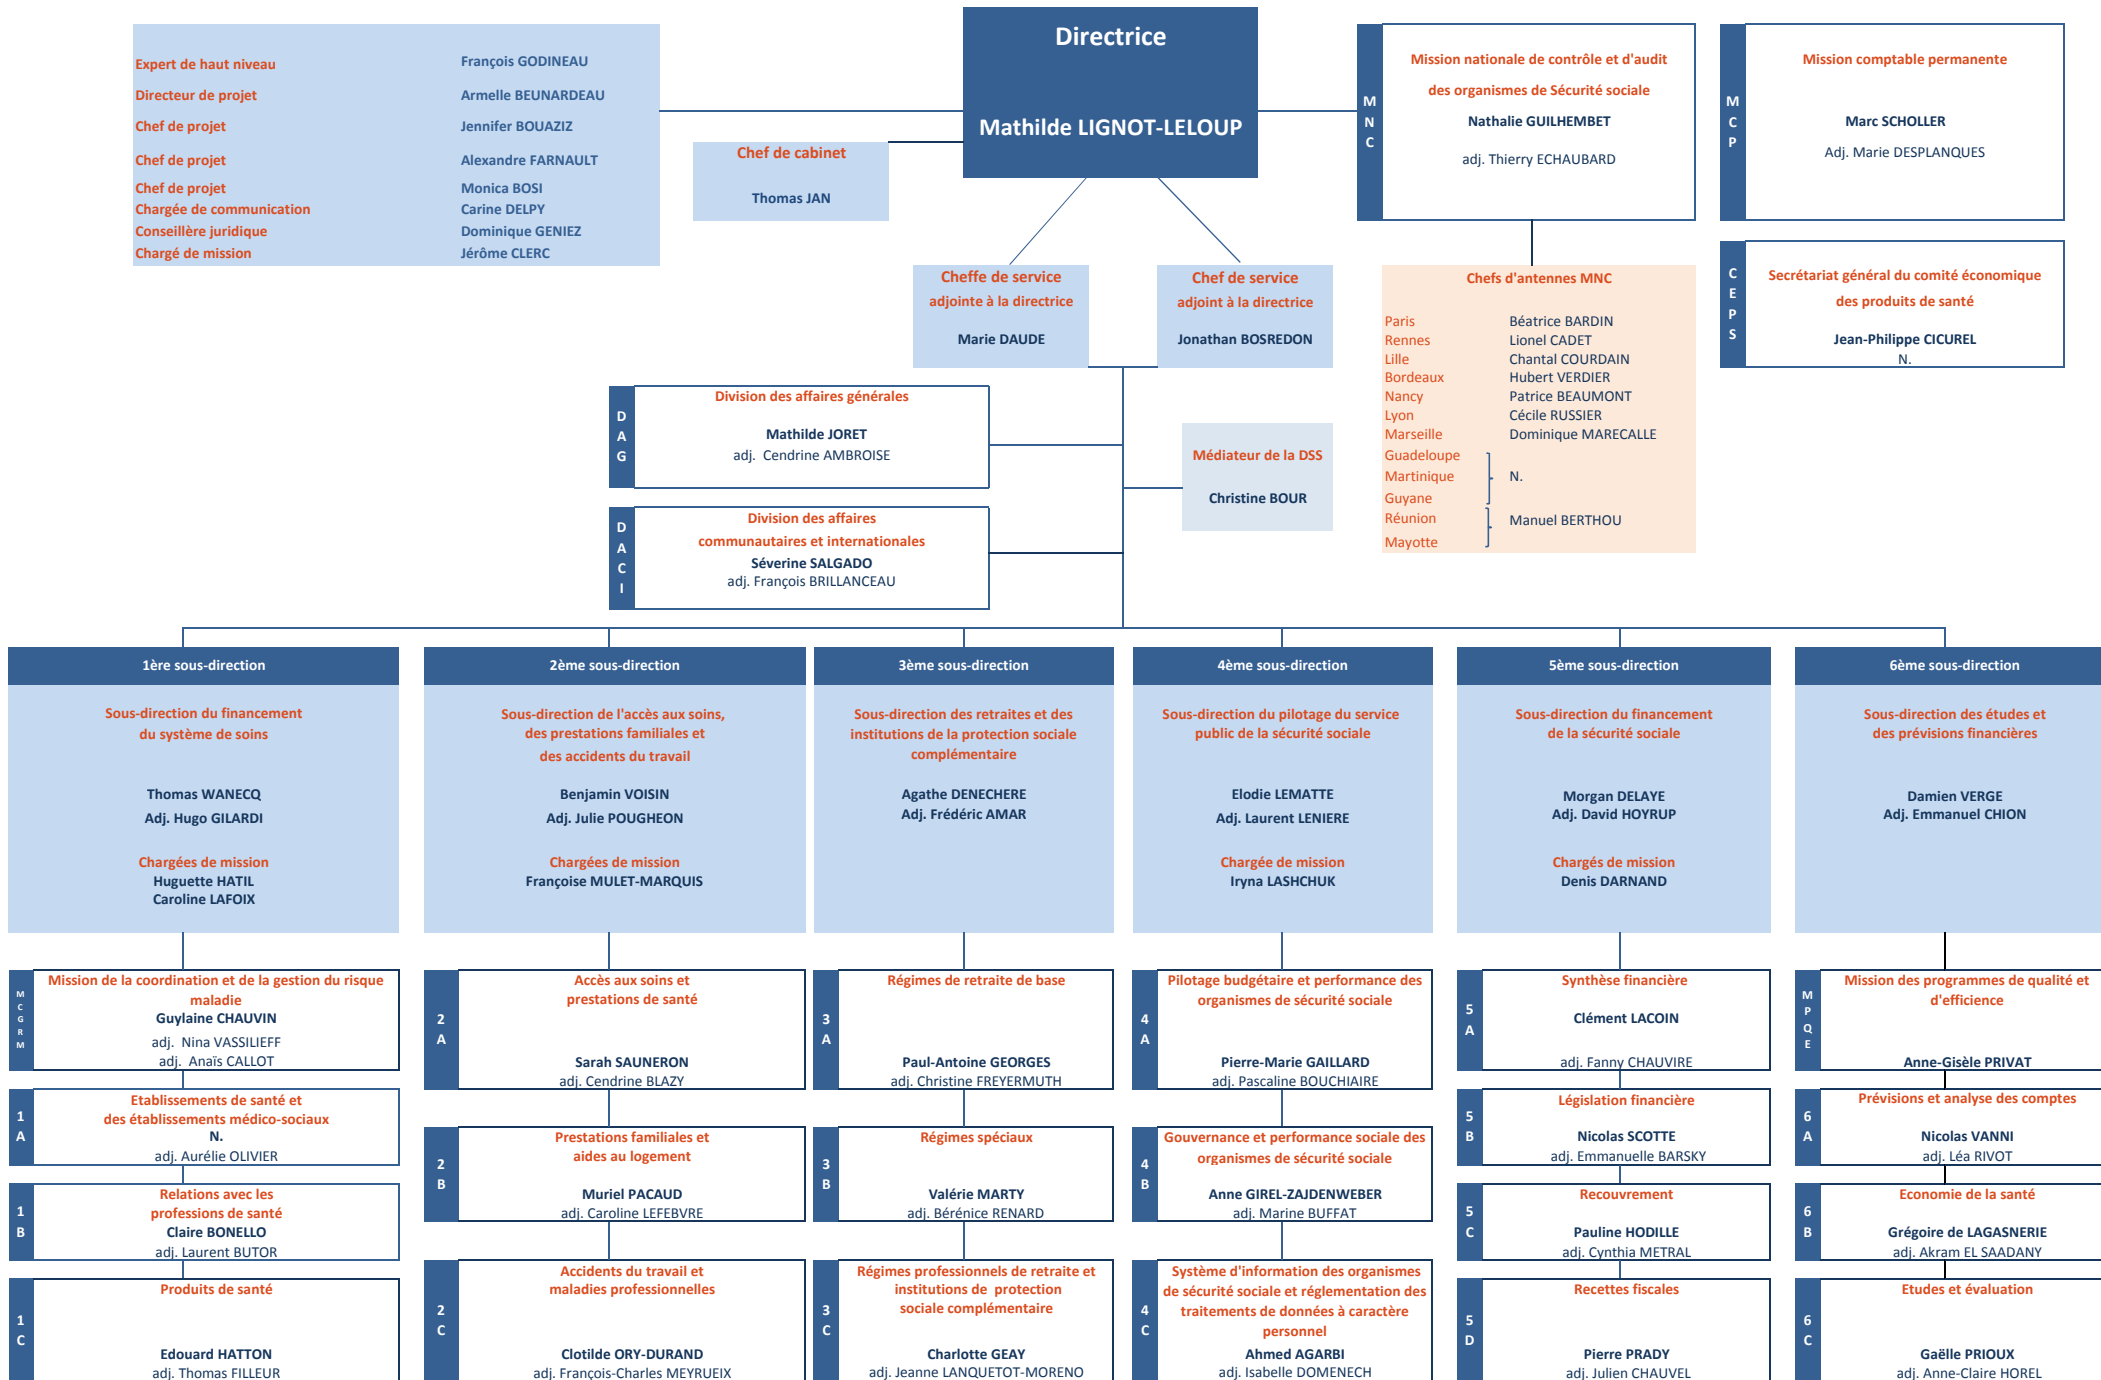 Directrice
Mathilde LIGNOT-LELOUP
Expert de haut niveau François GODINEAU
Directeur de projet Armelle BEUNARDEAU
Chef de projet Jennifer BOUAZIZ
Chef de projet Alexandre FARNAULT
Chef de projet Monica BOSI
Chargée de communication Carine DELPY
Conseillère juridique Dominique GENIEZ
Chargé de mission Jérôme CLERC
Chef de cabinet
Thomas JAN
MNC
Mission nationale de contrôle et d'audit
des organismes de Sécurité sociale
Nathalie GUILHEMBET
adj. Thierry ECHAUBARD
MCP
Mission comptable permanente
Marc SCHOLLER
Adj. Marie DESPLANQUES
CEPS
Secrétariat général du comité économique
des produits de santé
Jean-Philippe CICUREL
N.
Cheffe de service
adjointe à la directrice
Marie DAUDE
Chef de service
adjoint à la directrice
Jonathan BOSREDON
Chefs d'antennes MNC
Paris Béatrice BARDIN
Rennes Lionel CADET
Lille Chantal COURDAIN
Bordeaux Hubert VERDIER
Nancy Patrice BEAUMONT
Lyon Cécile RUSSIER
Marseille Dominique MARECALLE
Guadeloupe
Martinique N.
Guyane
Réunion Manuel BERTHOU
Mayotte
DAG
Division des affaires générales
Mathilde JORET
adj. Cendrine AMBROISE
Médiateur de la DSS
Christine BOUR
DACI
Division des affaires
communautaires et internationales
Séverine SALGADO
adj. François BRILLANCEAU
1ère sous-direction
Sous-direction du financement
du système de soins
Thomas WANECQ
Adj. Hugo GILARDI
Chargées de mission
Huguette HATIL
Caroline LAFOIX
MCGRM
Mission de la coordination et de la gestion du risque
maladie
Guylaine CHAUVIN
adj. Nina VASSILIEFF
adj. Anaïs CALLOT
1A
Etablissements de santé et
des établissements médico-sociaux
N.
adj. Aurélie OLIVIER
1B
Relations avec les
professions de santé
Claire BONELLO
adj. Laurent BUTOR
1C
Produits de santé
Edouard HATTON
adj. Thomas FILLEUR
2ème sous-direction
Sous-direction de l'accès aux soins,
des prestations familiales et
des accidents du travail
Benjamin VOISIN
Adj. Julie POUGHEON
Chargées de mission
Françoise MULET-MARQUIS
2A
Accès aux soins et
prestations de santé
Sarah SAUNERON
adj. Cendrine BLAZY
2B
Prestations familiales et
aides au logement
Muriel PACAUD
adj. Caroline LEFEBVRE
2C
Accidents du travail et
maladies professionnelles
Clotilde ORY-DURAND
adj. François-Charles MEYRUEIX
3ème sous-direction
Sous-direction des retraites et des
institutions de la protection sociale
complémentaire
Agathe DENECHERE
Adj. Frédéric AMAR
3A
Régimes de retraite de base
Paul-Antoine GEORGES
adj. Christine FREYERMUTH
3B
Régimes spéciaux
Valérie MARTY
adj. Bérénice RENARD
3C
Régimes professionnels de retraite et
institutions de protection
sociale complémentaire
Charlotte GEAY
adj. Jeanne LANQUETOT-MORENO
4ème sous-direction
Sous-direction du pilotage du service
public de la sécurité sociale
Elodie LEMATTE
Adj. Laurent LENIERE
Chargée de mission
Iryna LASHCHUK
4A
Pilotage budgétaire et performance des
organismes de sécurité sociale
Pierre-Marie GAILLARD
adj. Pascaline BOUCHIAIRE
4B
Gouvernance et performance sociale des
organismes de sécurité sociale
Anne GIREL-ZAJDENWEBER
adj. Marine BUFFAT
4C
Système d'information des organismes
de sécurité sociale et réglementation des
traitements de données à caractère
personnel
Ahmed AGARBI
adj. Isabelle DOMENECH
5ème sous-direction
Sous-direction du financement
de la sécurité sociale
Morgan DELAYE
Adj. David HOYRUP
Chargés de mission
Denis DARNAND
5A
Synthèse financière
Clément LACOIN
adj. Fanny CHAUVIRE
5B
Législation financière
Nicolas SCOTTE
adj. Emmanuelle BARSKY
5C
Recouvrement
Pauline HODILLE
adj. Cynthia METRAL
5D
Recettes fiscales
Pierre PRADY
adj. Julien CHAUVEL
6ème sous-direction
Sous-direction des études et
des prévisions financières
Damien VERGE
Adj. Emmanuel CHION
MPQE
Mission des programmes de qualité et
d'efficience
Anne-Gisèle PRIVAT
6A
Prévisions et analyse des comptes
Nicolas VANNI
adj. Léa RIVOT
6B
Economie de la santé
Grégoire de LAGASNERIE
adj. Akram EL SAADANY
6C
Etudes et évaluation
Gaëlle PRIOUX
adj. Anne-Claire HOREL